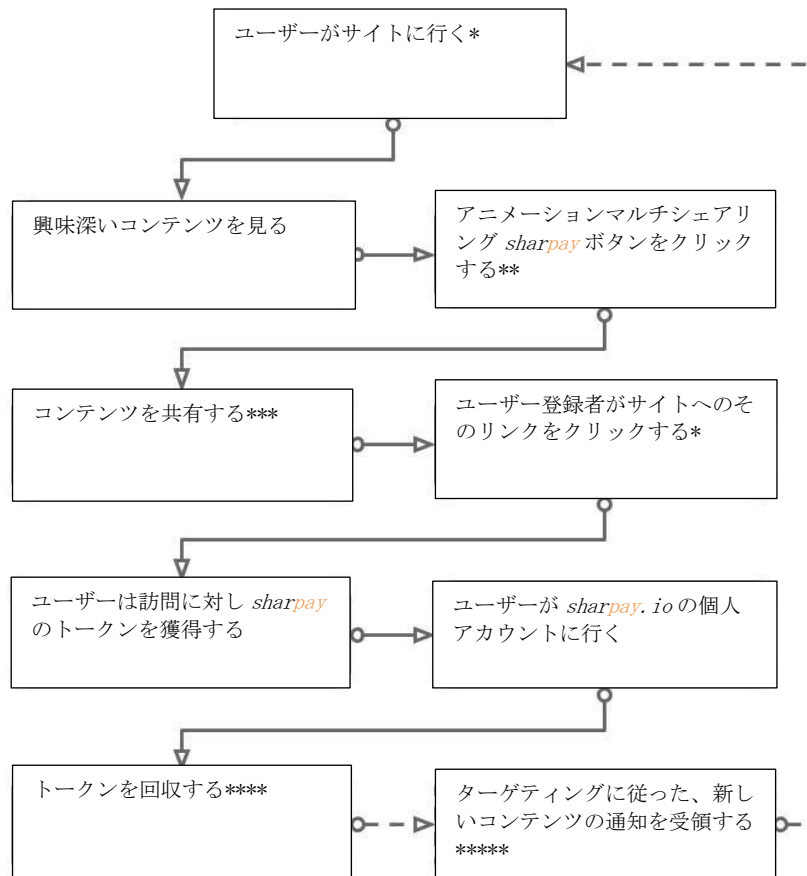 ユーザーがサイトに行く*
興味深いコンテンツを見る
アニメーションマルチシェアリ
ング sharpay ボタンをクリック
する**
コンテンツを共有する***
ユーザー登録者がサイトへのそ
のリンクをクリックする*
ユーザーは訪問に対し sharpay
のトークンを獲得する
ユーザーが sharpay.io の個人
アカウントに行く
トークンを回収する****
ターゲティングに従った、新し
いコンテンツの通知を受領する
*****